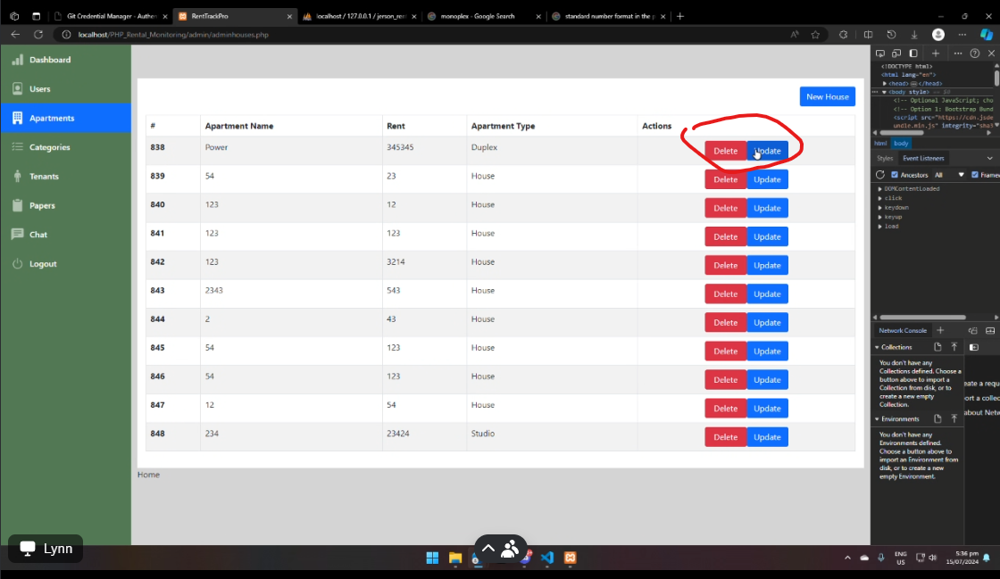 Git Credential Manager - Authen
RentTrackPro
localhost / 127.0.0.1 / jerson_ren
monoplex - Google Search
standard number format in the p
localhost/PHP_Rental_Monitoring/admin/adminhouses.php
Dashboard
Users
Apartments
Categories
Tenants
Papers
Chat
Logout
New House
# Apartment Name Rent Apartment Type Actions
838 Power 345345 Duplex Delete Update
839 54 23 House Delete Update
840 123 12 House Delete Update
841 123 123 House Delete Update
842 123 3214 House Delete Update
843 2343 543 House Delete Update
844 2 43 House Delete Update
845 54 123 House Delete Update
846 54 123 House Delete Update
847 12 54 House Delete Update
848 234 23424 Studio Delete Update
Home
<!DOCTYPE html>
<html lang="en">
<head> </head>
<body style> == $0
<!-- Optional JavaScript; cho
<!-- Option 1: Bootstrap Bund
<script src="https://cdn.jsde
undle.min.js" integrity="sha3
html body
Styles Event Listeners
Ancestors All Frame
DOMContentLoaded
click
keydown
keyup
load
Network Console
Collections
You don't have any
Collections defined. Choose a
button above to import a
Collection from disk, or to
create a new empty
Collection.
eate a requ
ort a collec
about Netw
Environments
You don't have any
Environments defined.
Choose a button above to
import an Environment from
disk, or to create a new
empty Environment.
Lynn
ENG
US
5:36 pm
15/07/2024